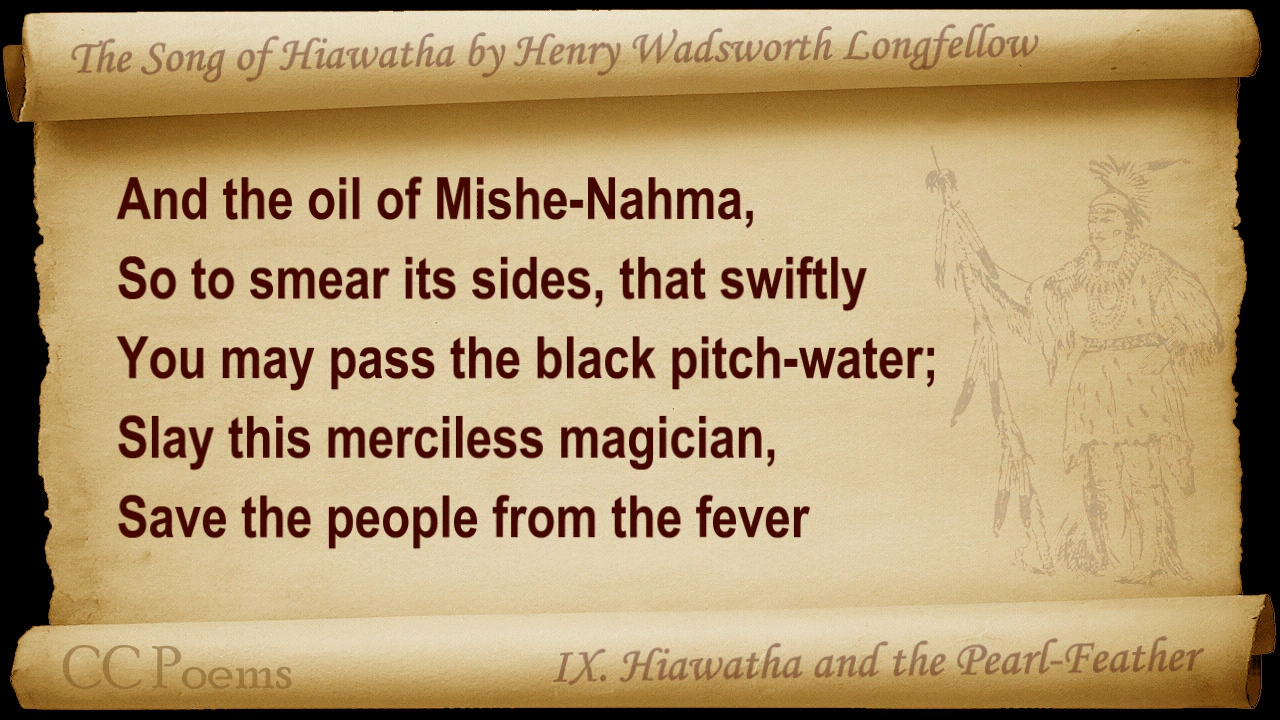 The Song of Hiawatha by Henry Wadsworth Longfellow
And the oil of Mishe-Nahma,
So to smear its sides, that swiftly
You may pass the black pitch-water;
Slay this merciless magician,
Save the people from the fever
CC Poems
IX. Hiawatha and the Pearl-Feather